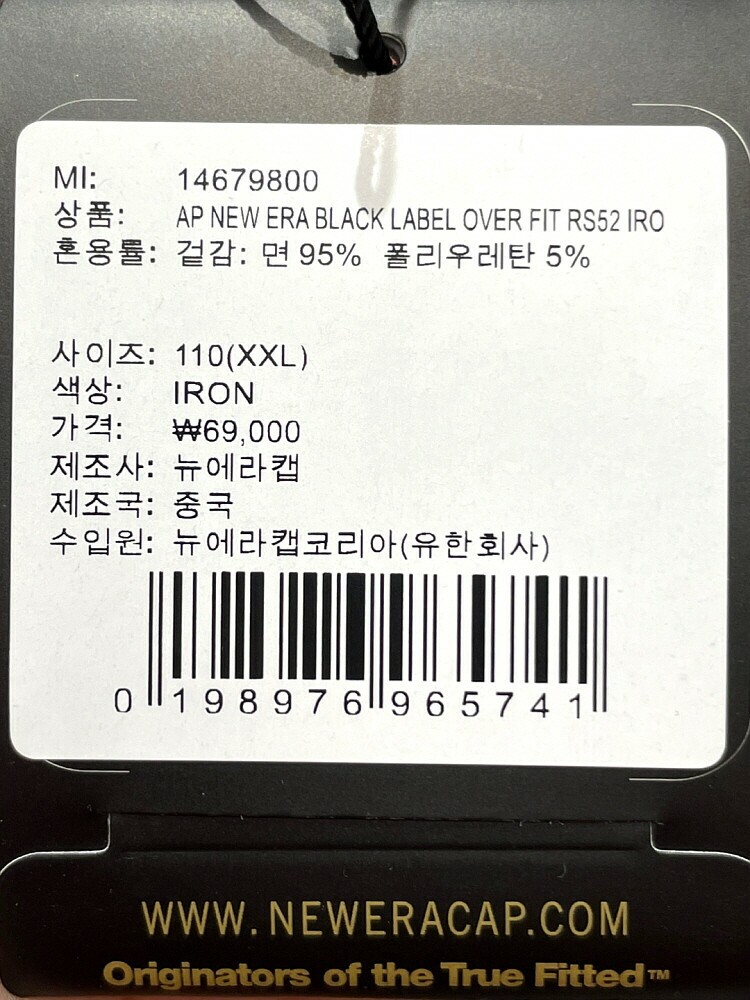 MI: 14679800
상품: AP NEW ERA BLACK LABEL OVER FIT RS52 IRO
혼용률: 겉감: 면 95% 폴리우레탄 5%
사이즈: 110(XXL)
색상: IRON
가격: ₩69,000
제조사: 뉴에라캡
제조국: 중국
수입원: 뉴에라캡코리아(유한회사)
0 198976 965741
WWW.NEWERACAP.COM
Originators of the True Fitted™